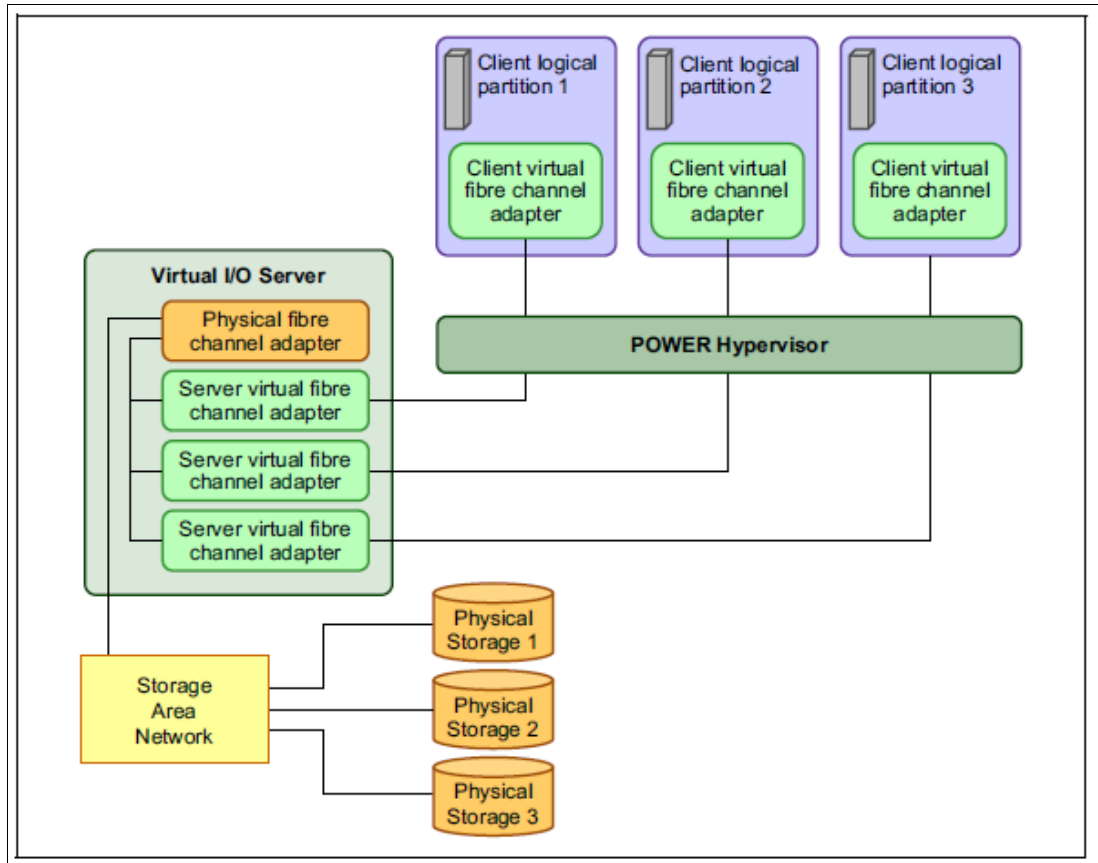 Client logical
partition 1
Client logical
partition 2
Client logical
partition 3
Client virtual
fibre channel
adapter
Client virtual
fibre channel
adapter
Client virtual
fibre channel
adapter
Virtual I/O Server
Physical fibre
channel adapter
POWER Hypervisor
Server virtual fibre
channel adapter
Server virtual fibre
channel adapter
Server virtual fibre
channel adapter
Physical
Storage 1
Storage
Area
Network
Physical
Storage 2
Physical
Storage 3